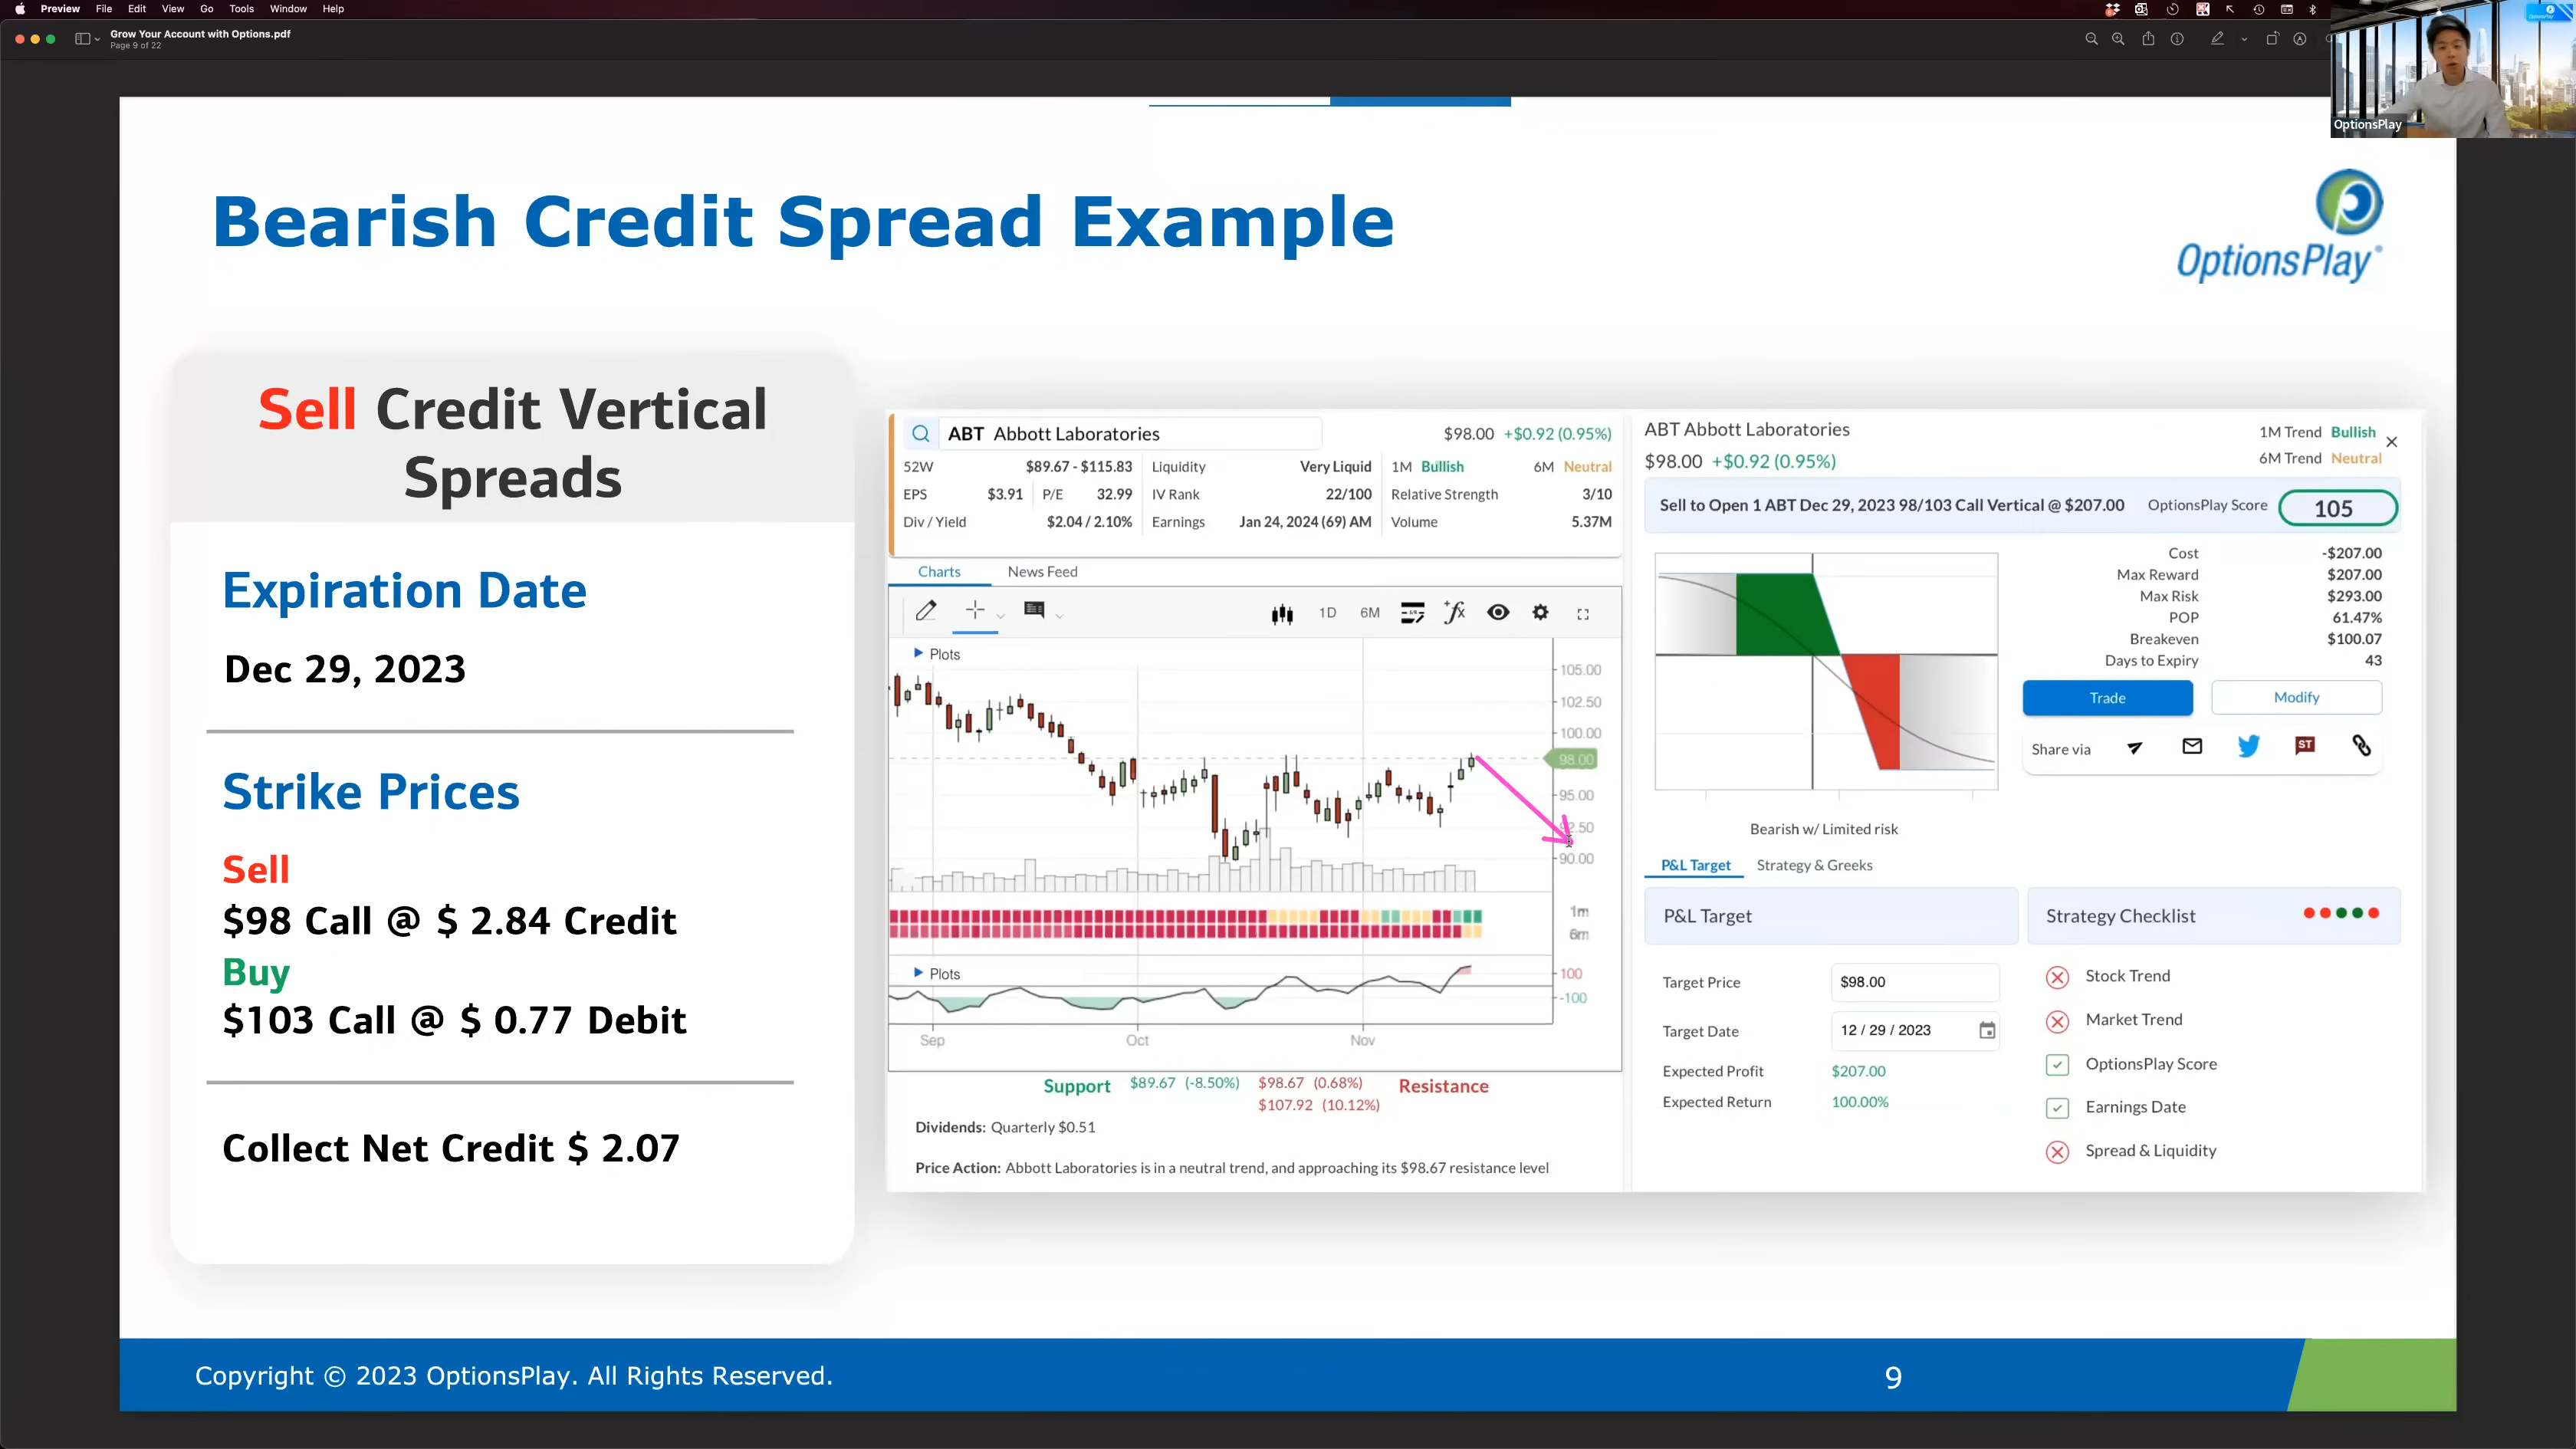 Preview File Edit View Go Tools Window Help
Grow Your Account with Options.pdf
Page 9 of 22
OptionsPlay
Bearish Credit Spread Example
OptionsPlay
Sell Credit Vertical
Spreads
Expiration Date
Dec 29, 2023
Strike Prices
Sell
$98 Call @ $ 2.84 Credit
Buy
$103 Call @ $ 0.77 Debit
Collect Net Credit $ 2.07
ABT Abbott Laboratories $98.00 +$0.92 (0.95%)
52W $89.67 - $115.83 Liquidity Very Liquid 1M Bullish 6M Neutral
EPS $3.91 P/E 32.99 IV Rank 22/100 Relative Strength 3/10
Div / Yield $2.04 / 2.10% Earnings Jan 24, 2024 (69) AM Volume 5.37M
Charts News Feed
1D 6M
Plots
105.00
102.50
100.00
98.00
95.00
92.50
90.00
1m
6m
Plots
100
-100
Sep Oct Nov
Support $89.67 (-8.50%) $98.67 (0.68%) Resistance
$107.92 (10.12%)
Dividends: Quarterly $0.51
Price Action: Abbott Laboratories is in a neutral trend, and approaching its $98.67 resistance level
ABT Abbott Laboratories
1M Trend Bullish
$98.00 +$0.92 (0.95%)
6M Trend Neutral
Sell to Open 1 ABT Dec 29, 2023 98/103 Call Vertical @ $207.00 OptionsPlay Score 105
Cost -$207.00
Max Reward $207.00
Max Risk $293.00
POP 61.47%
Breakeven $100.07
Days to Expiry 43
Trade Modify
Share via ST
Bearish w/ Limited risk
P&L Target Strategy & Greeks
P&L Target
Target Price $98.00
Target Date 12 / 29 / 2023
Expected Profit $207.00
Expected Return 100.00%
Strategy Checklist
Stock Trend
Market Trend
OptionsPlay Score
Earnings Date
Spread & Liquidity
Copyright © 2023 OptionsPlay. All Rights Reserved.
9